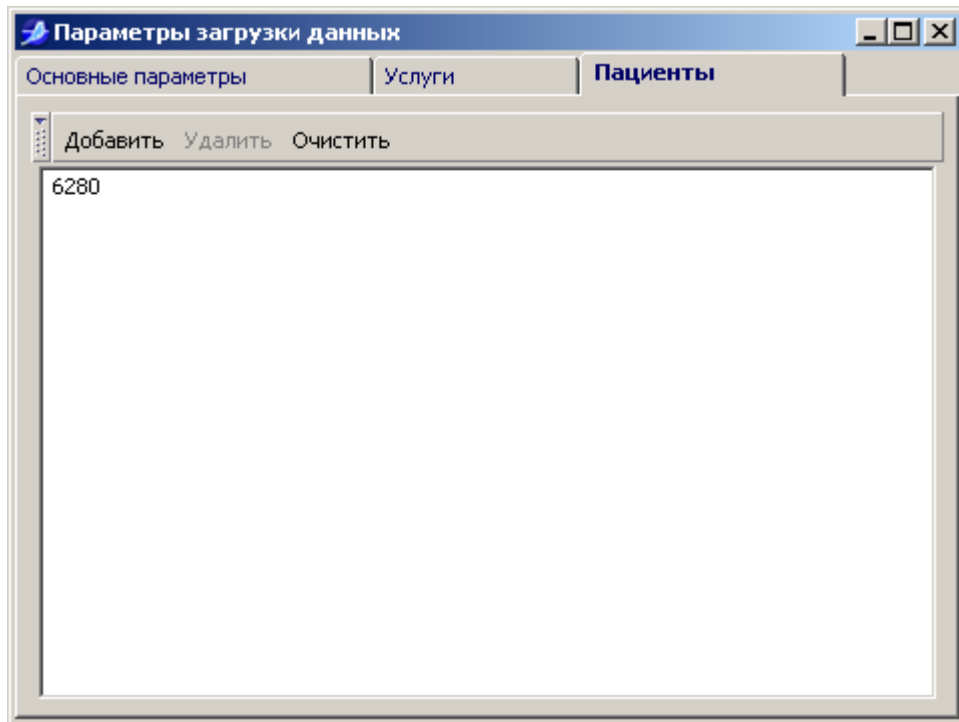 Параметры загрузки данных
Основные параметры Услуги Пациенты
Добавить Удалить Очистить
6280